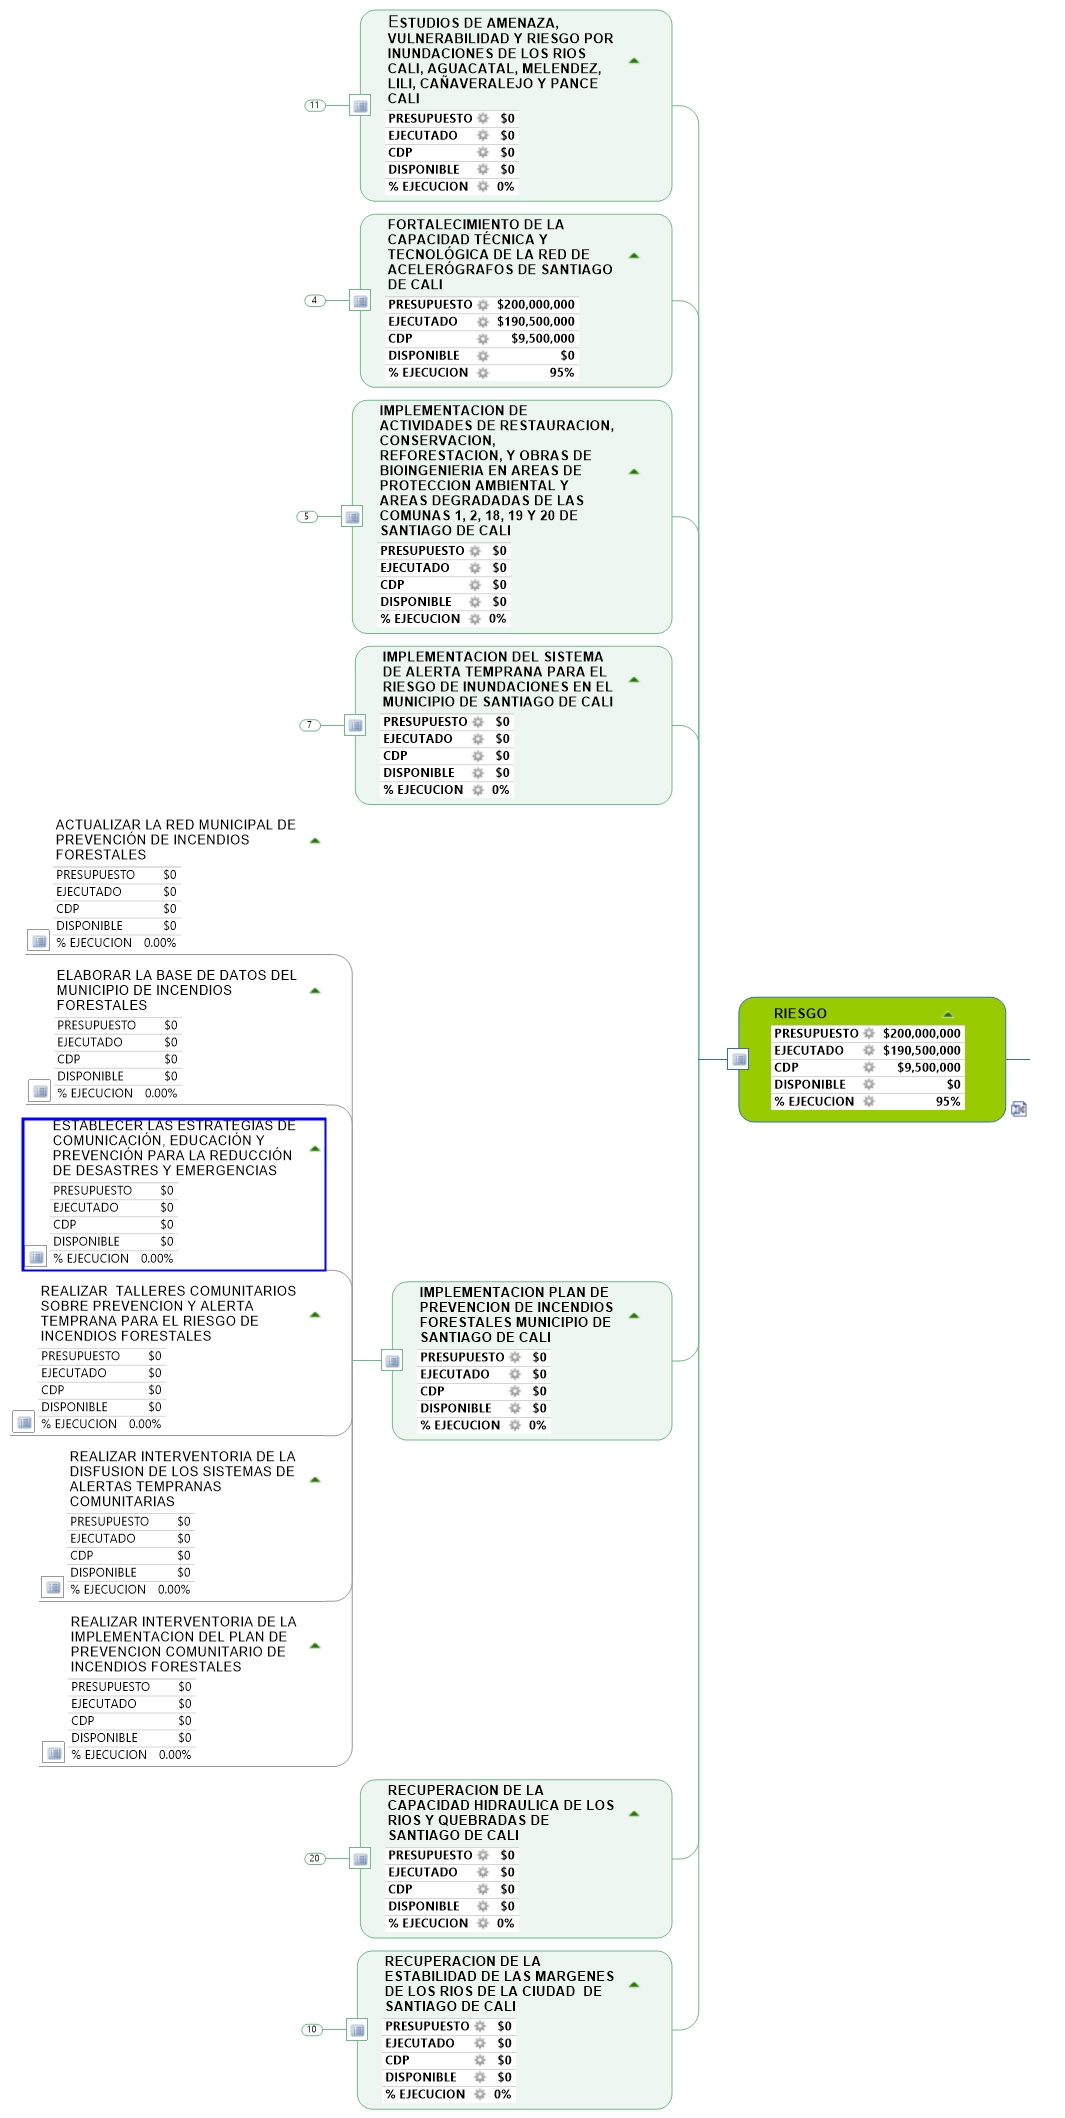 ESTUDIOS DE AMENAZA,
VULNERABILIDAD Y RIESGO POR
INUNDACIONES DE LOS RIOS
CALI, AGUACATAL, MELENDEZ,
LILI, CAÑAVERALEJO Y PANCE
CALI
11
PRESUPUESTO $0
EJECUTADO $0
CDP $0
DISPONIBLE $0
% EJECUCION 0%
FORTALECIMIENTO DE LA
CAPACIDAD TÉCNICA Y
TECNOLÓGICA DE LA RED DE
ACELERÓGRAFOS DE SANTIAGO
DE CALI
4
PRESUPUESTO $200,000,000
EJECUTADO $190,500,000
CDP $9,500,000
DISPONIBLE $0
% EJECUCION 95%
IMPLEMENTACION DE
ACTIVIDADES DE RESTAURACION,
CONSERVACION,
REFORESTACION, Y OBRAS DE
BIOINGENIERIA EN AREAS DE
PROTECCION AMBIENTAL Y
AREAS DEGRADADAS DE LAS
COMUNAS 1, 2, 18, 19 Y 20 DE
SANTIAGO DE CALI
5
PRESUPUESTO $0
EJECUTADO $0
CDP $0
DISPONIBLE $0
% EJECUCION 0%
IMPLEMENTACION DEL SISTEMA
DE ALERTA TEMPRANA PARA EL
RIESGO DE INUNDACIONES EN EL
MUNICIPIO DE SANTIAGO DE CALI
7
PRESUPUESTO $0
EJECUTADO $0
CDP $0
DISPONIBLE $0
% EJECUCION 0%
ACTUALIZAR LA RED MUNICIPAL DE
PREVENCIÓN DE INCENDIOS
FORESTALES
PRESUPUESTO $0
EJECUTADO $0
CDP $0
DISPONIBLE $0
% EJECUCION 0.00%
ELABORAR LA BASE DE DATOS DEL
MUNICIPIO DE INCENDIOS
FORESTALES
PRESUPUESTO $0
EJECUTADO $0
CDP $0
DISPONIBLE $0
% EJECUCION 0.00%
RIESGO
PRESUPUESTO $200,000,000
EJECUTADO $190,500,000
CDP $9,500,000
DISPONIBLE $0
% EJECUCION 95%
ESTABLECER LAS ESTRATEGIAS DE
COMUNICACIÓN, EDUCACIÓN Y
PREVENCIÓN PARA LA REDUCCIÓN
DE DESASTRES Y EMERGENCIAS
PRESUPUESTO $0
EJECUTADO $0
CDP $0
DISPONIBLE $0
% EJECUCION 0.00%
REALIZAR TALLERES COMUNITARIOS
SOBRE PREVENCION Y ALERTA
TEMPRANA PARA EL RIESGO DE
INCENDIOS FORESTALES
PRESUPUESTO $0
EJECUTADO $0
CDP $0
DISPONIBLE $0
% EJECUCION 0.00%
IMPLEMENTACION PLAN DE
PREVENCION DE INCENDIOS
FORESTALES MUNICIPIO DE
SANTIAGO DE CALI
PRESUPUESTO $0
EJECUTADO $0
CDP $0
DISPONIBLE $0
% EJECUCION 0%
REALIZAR INTERVENTORIA DE LA
DISFUSION DE LOS SISTEMAS DE
ALERTAS TEMPRANAS
COMUNITARIAS
PRESUPUESTO $0
EJECUTADO $0
CDP $0
DISPONIBLE $0
% EJECUCION 0.00%
REALIZAR INTERVENTORIA DE LA
IMPLEMENTACION DEL PLAN DE
PREVENCION COMUNITARIO DE
INCENDIOS FORESTALES
PRESUPUESTO $0
EJECUTADO $0
CDP $0
DISPONIBLE $0
% EJECUCION 0.00%
RECUPERACION DE LA
CAPACIDAD HIDRAULICA DE LOS
RIOS Y QUEBRADAS DE
SANTIAGO DE CALI
20
PRESUPUESTO $0
EJECUTADO $0
CDP $0
DISPONIBLE $0
% EJECUCION 0%
RECUPERACION DE LA
ESTABILIDAD DE LAS MARGENES
DE LOS RIOS DE LA CIUDAD DE
SANTIAGO DE CALI
10
PRESUPUESTO $0
EJECUTADO $0
CDP $0
DISPONIBLE $0
% EJECUCION 0%